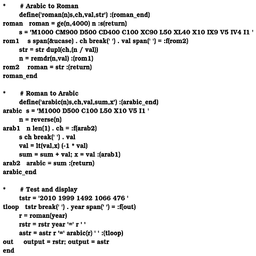 *       # Arabic to Roman
        define('roman(n)s,ch,val,str') :(roman_end)
roman   roman = ge(n,4000) n :s(return)
        s = 'M1000 CM900 D500 CD400 C100 XC90 L50 XL40 X10 IX9 V5 IV4 I1 '
rom1    s span(&ucase) . ch break(' ') . val span(' ') = :f(rom2)
        str = str dupl(ch,(n / val))
        n = remdr(n,val) :(rom1)
rom2    roman = str :(return)
roman_end

*       # Roman to Arabic
        define('arabic(n)s,ch,val,sum,x') :(arabic_end)
arabic  s = 'M1000 D500 C100 L50 X10 V5 I1 '
        n = reverse(n)
arab1   n len(1) . ch = :f(arab2)
        s ch break(' ') . val
        val = lt(val,x) (-1 * val)
        sum = sum + val; x = val :(arab1)
arab2   arabic = sum :(return)
arabic_end

*       # Test and display
        tstr = '2010 1999 1492 1066 476 '
tloop   tstr break(' ') . year span(' ') = :f(out)
        r = roman(year)
        rstr = rstr year '=' r ' '
        astr = astr r '=' arabic(r) ' ' :(tloop)
out     output = rstr; output = astr
end